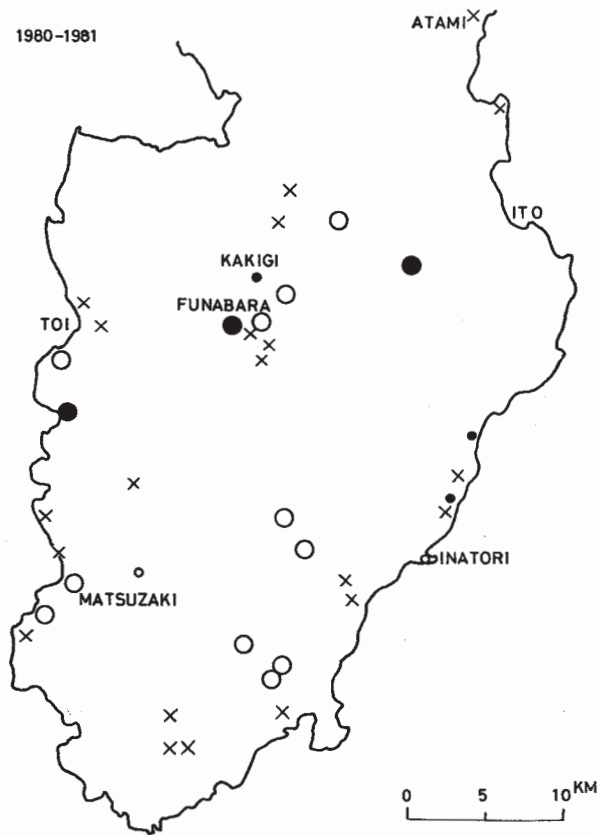 1980-1981
ATAMI
ITO
KAKIGI
FUNABARA
TOI
INATORI
MATSUZAKI
0 5 10 KM